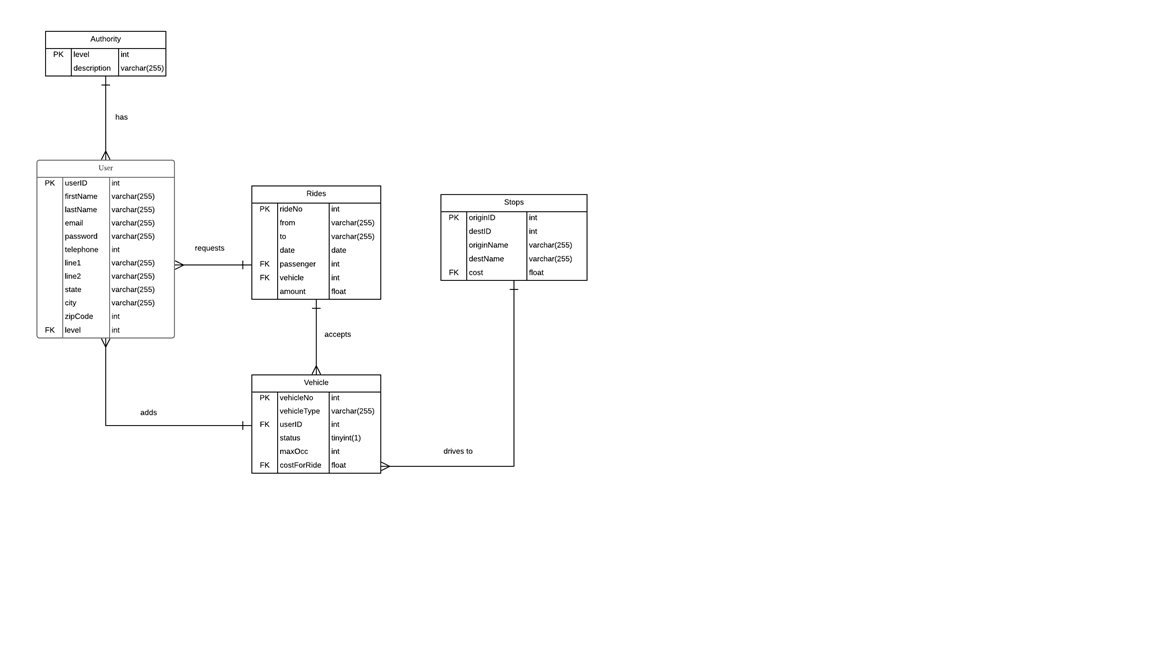 Authority
PK level int
description varchar(255)
has
User
PK userID int
firstName varchar(255)
lastName varchar(255)
email varchar(255)
password varchar(255)
telephone int
line1 varchar(255)
line2 varchar(255)
state varchar(255)
city varchar(255)
zipCode int
FK level int
requests
Rides
PK rideNo int
from varchar(255)
to varchar(255)
date date
FK passenger int
FK vehicle int
amount float
Stops
PK originID int
destID int
originName varchar(255)
destName varchar(255)
FK cost float
accepts
adds
Vehicle
PK vehicleNo int
vehicleType varchar(255)
FK userID int
status tinyint(1)
maxOcc int
FK costForRide float
drives to